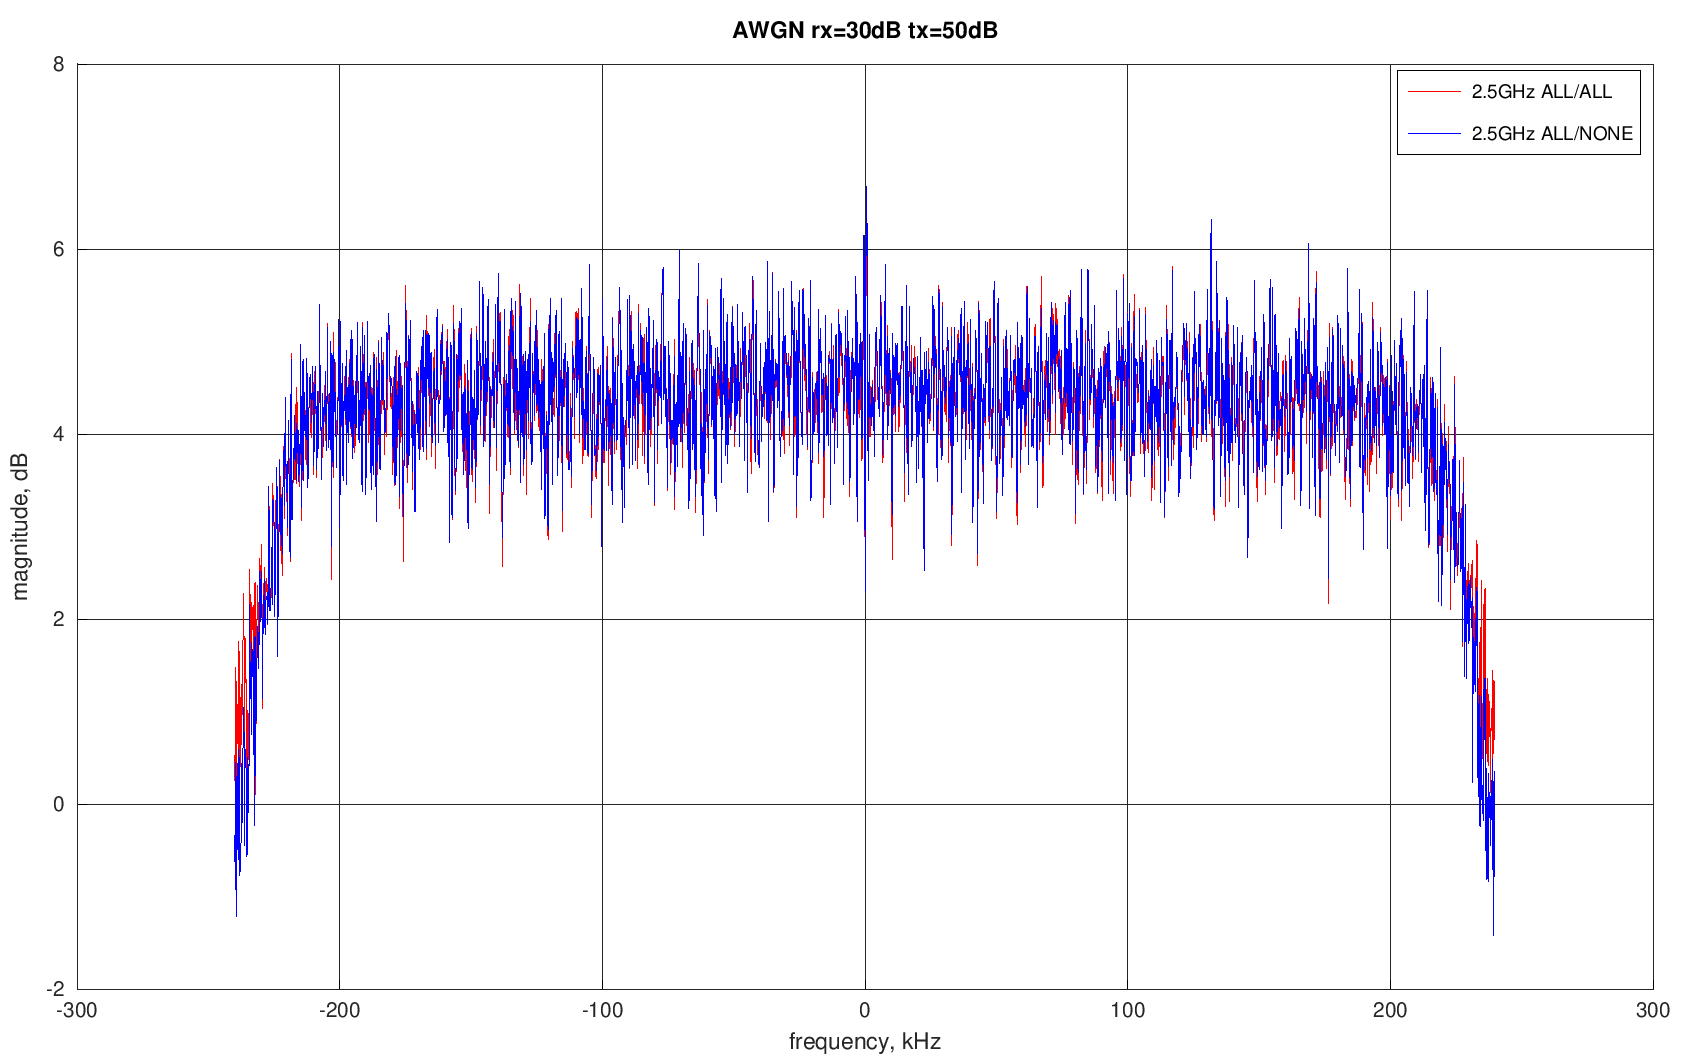 AWGN rx=30dB tx=50dB
8
6
4
2
0
-2
magnitude, dB
2.5GHz ALL/ALL
2.5GHz ALL/NONE
-300 -200 -100 0 100 200 300
frequency, kHz